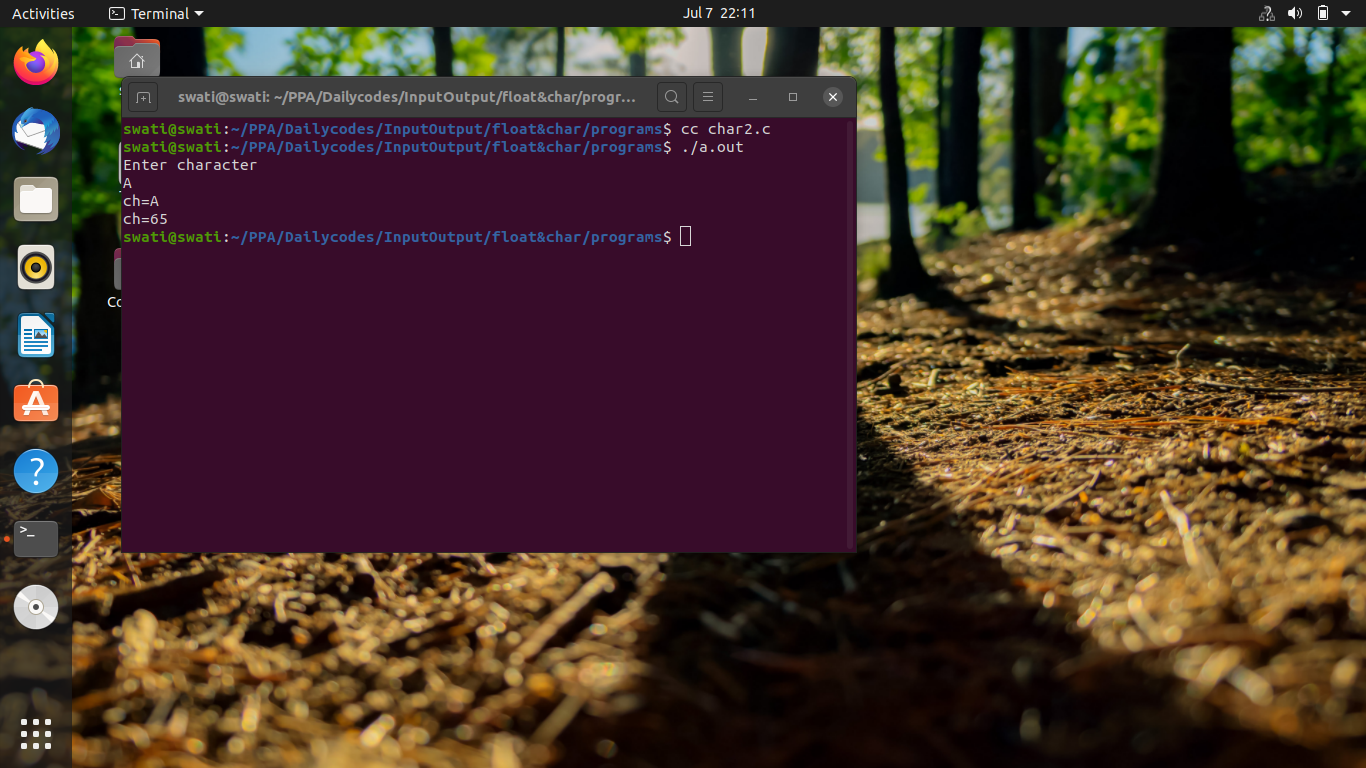 Activities Terminal Jul 7 22:11
swati@swati: ~/PPA/Dailycodes/InputOutput/float&char/progr...
swati@swati:~/PPA/Dailycodes/InputOutput/float&char/programs$ cc char2.c
swati@swati:~/PPA/Dailycodes/InputOutput/float&char/programs$ ./a.out
Enter character
A
ch=A
ch=65
swati@swati:~/PPA/Dailycodes/InputOutput/float&char/programs$